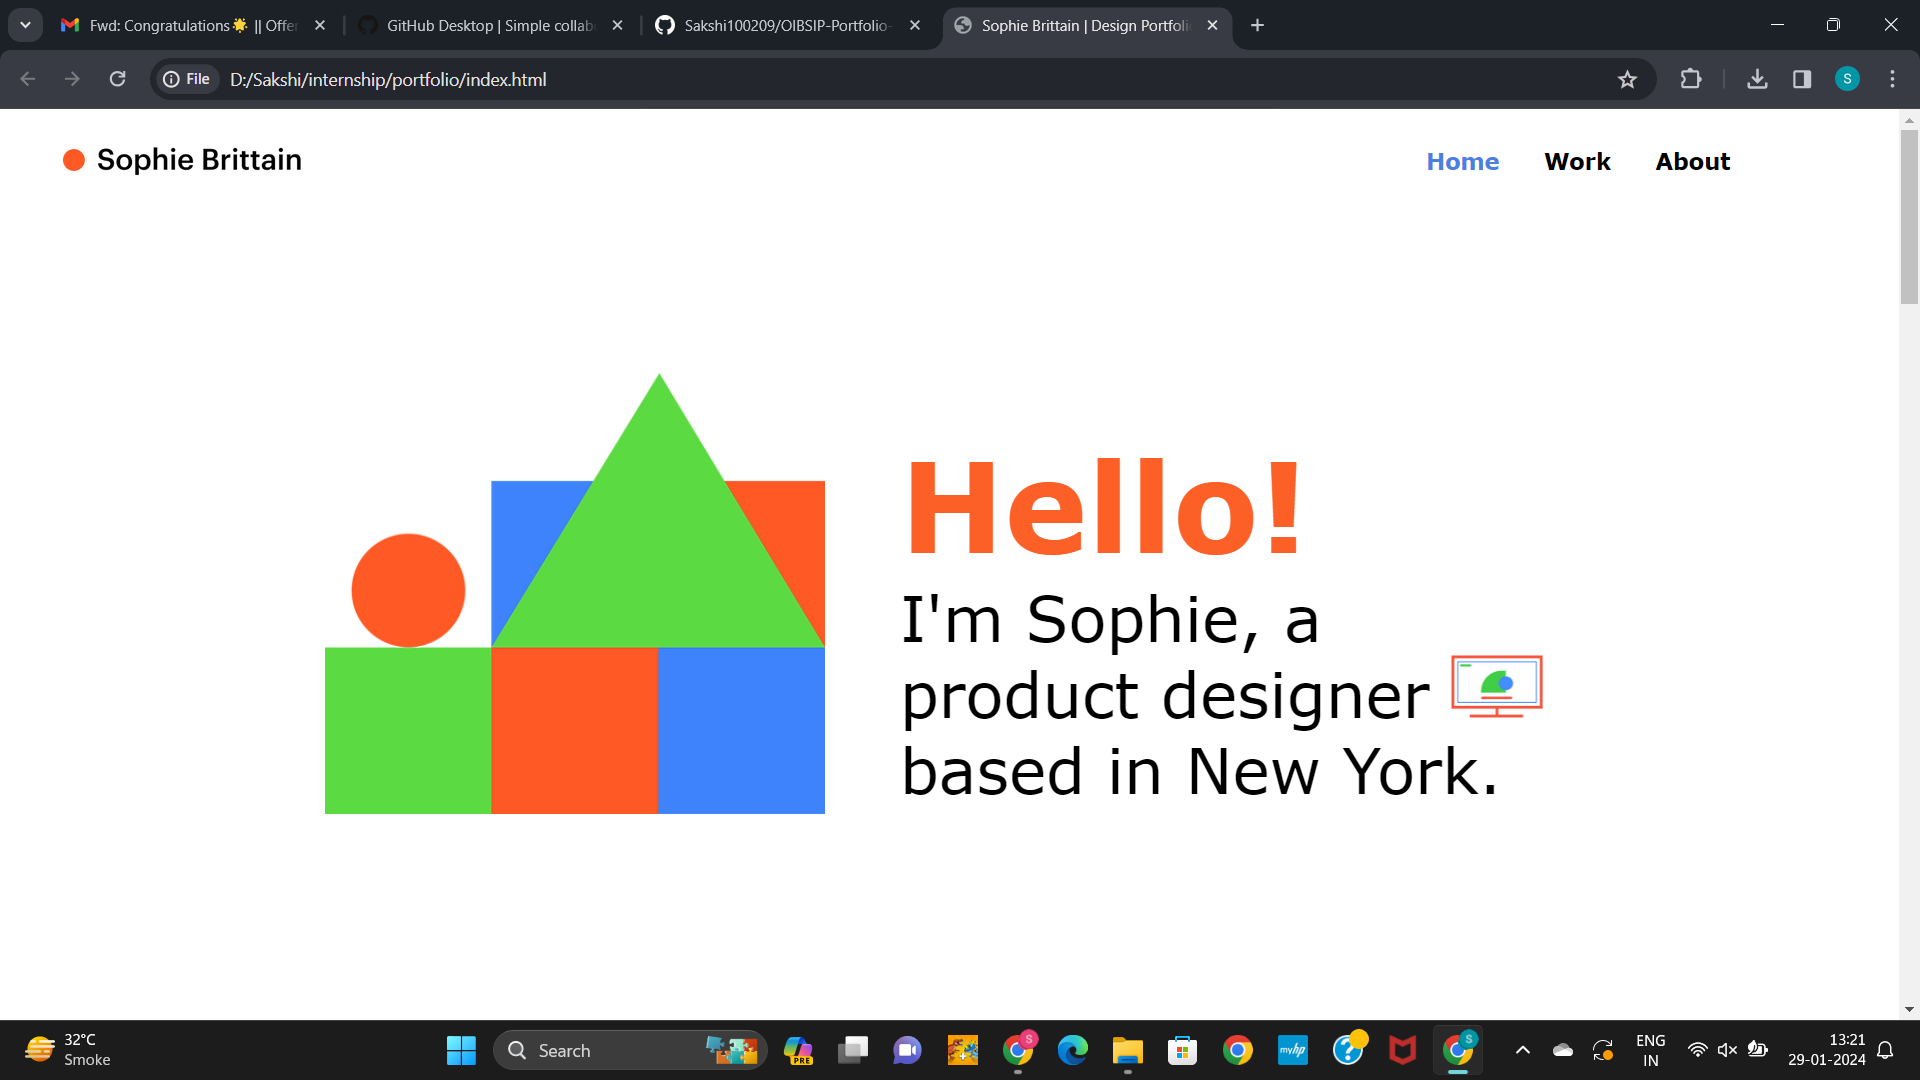 Fwd: Congratulations🌟 || Offer
GitHub Desktop | Simple collab
Sakshi100209/OIBSIP-Portfolio-
Sophie Brittain | Design Portfoli
File
D:/Sakshi/internship/portfolio/index.html
S
Sophie Brittain
Home
Work
About
Hello!
I'm Sophie, a
product designer
based in New York.
32°C
Smoke
Search
PRE
S
myhp
?
S
ENG
IN
13:21
29-01-2024